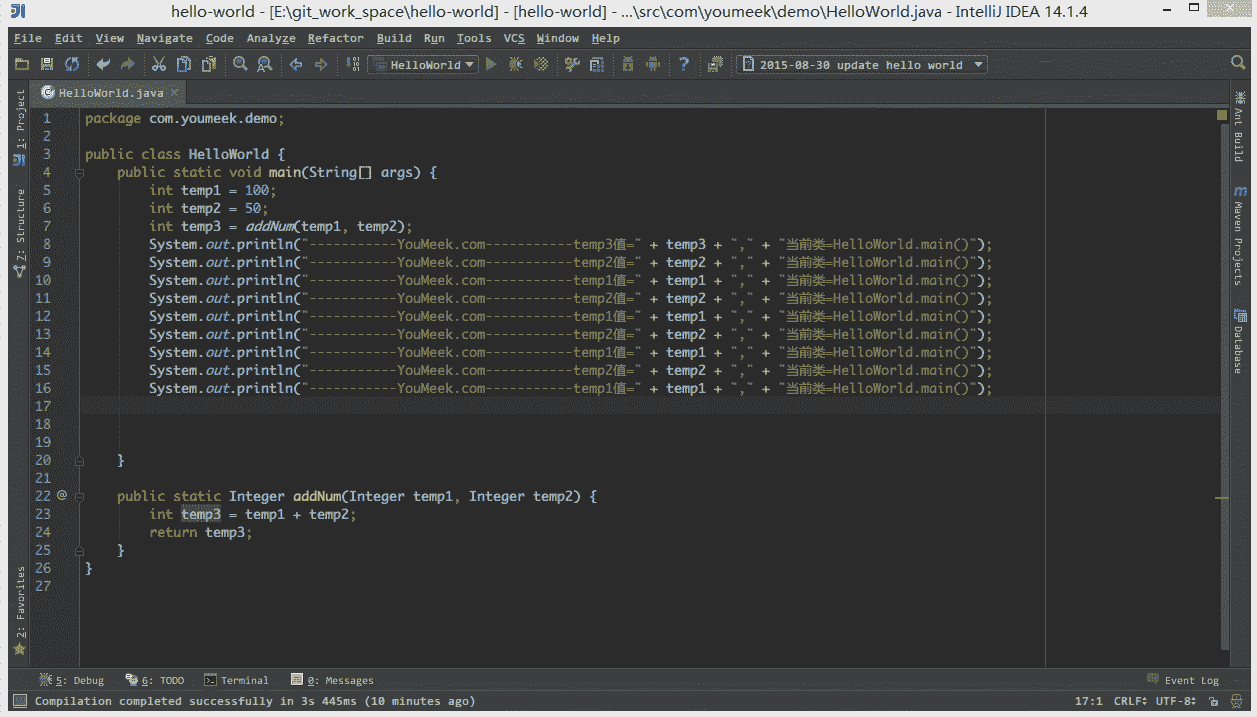 hello-world - [E:\git_work_space\hello-world] - [hello-world] - ...\src\com\youmeek\demo\HelloWorld.java - IntelliJ IDEA 14.1.4
File Edit View Navigate Code Analyze Refactor Build Run Tools VCS Window Help
HelloWorld 2015-08-30 update hello world
HelloWorld.java
1: Project
7: Structure
2: Favorites
1 package com.youmeek.demo;
2
3 public class HelloWorld {
4 public static void main(String[] args) {
5 int temp1 = 100;
6 int temp2 = 50;
7 int temp3 = addNum(temp1, temp2);
8 System.out.println("-----------YouMeek.com-----------temp3值=" + temp3 + "," + "当前类=HelloWorld.main()");
9 System.out.println("-----------YouMeek.com-----------temp2值=" + temp2 + "," + "当前类=HelloWorld.main()");
10 System.out.println("-----------YouMeek.com-----------temp1值=" + temp1 + "," + "当前类=HelloWorld.main()");
11 System.out.println("-----------YouMeek.com-----------temp2值=" + temp2 + "," + "当前类=HelloWorld.main()");
12 System.out.println("-----------YouMeek.com-----------temp1值=" + temp1 + "," + "当前类=HelloWorld.main()");
13 System.out.println("-----------YouMeek.com-----------temp2值=" + temp2 + "," + "当前类=HelloWorld.main()");
14 System.out.println("-----------YouMeek.com-----------temp1值=" + temp1 + "," + "当前类=HelloWorld.main()");
15 System.out.println("-----------YouMeek.com-----------temp2值=" + temp2 + "," + "当前类=HelloWorld.main()");
16 System.out.println("-----------YouMeek.com-----------temp1值=" + temp1 + "," + "当前类=HelloWorld.main()");
17
18
19
20 }
21
22 @ public static Integer addNum(Integer temp1, Integer temp2) {
23 int temp3 = temp1 + temp2;
24 return temp3;
25 }
26 }
27
Ant Build
Maven Projects
Database
5: Debug 6: TODO Terminal 0: Messages Event Log
Compilation completed successfully in 3s 445ms (10 minutes ago) 17:1 CRLF UTF-8